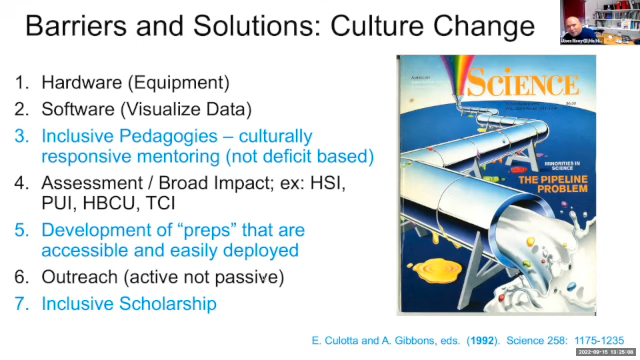 Barriers and Solutions: Culture Change
1. Hardware (Equipment)
2. Software (Visualize Data)
3. Inclusive Pedagogies – culturally
responsive mentoring (not deficit based)
4. Assessment / Broad Impact; ex: HSI,
PUI, HBCU, TCI
5. Development of “preps” that are
accessible and easily deployed
6. Outreach (active not passive)
7. Inclusive Scholarship
SCIENCE
MINORITIES IN
SCIENCE
THE PIPELINE
PROBLEM
E. Culotta and A. Gibbons, eds. (1992). Science 258: 1175-1235